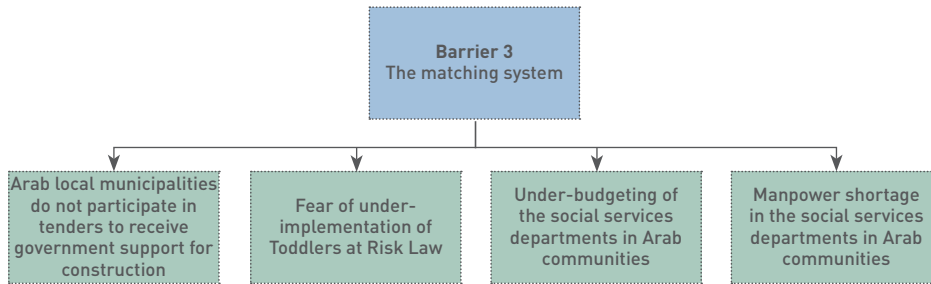 Barrier 3
The matching system
Arab local municipalities
do not participate in
tenders to receive
government support for
construction
Fear of under-
implementation of
Toddlers at Risk Law
Under-budgeting of
the social services
departments in Arab
communities
Manpower shortage
in the social services
departments in Arab
communities